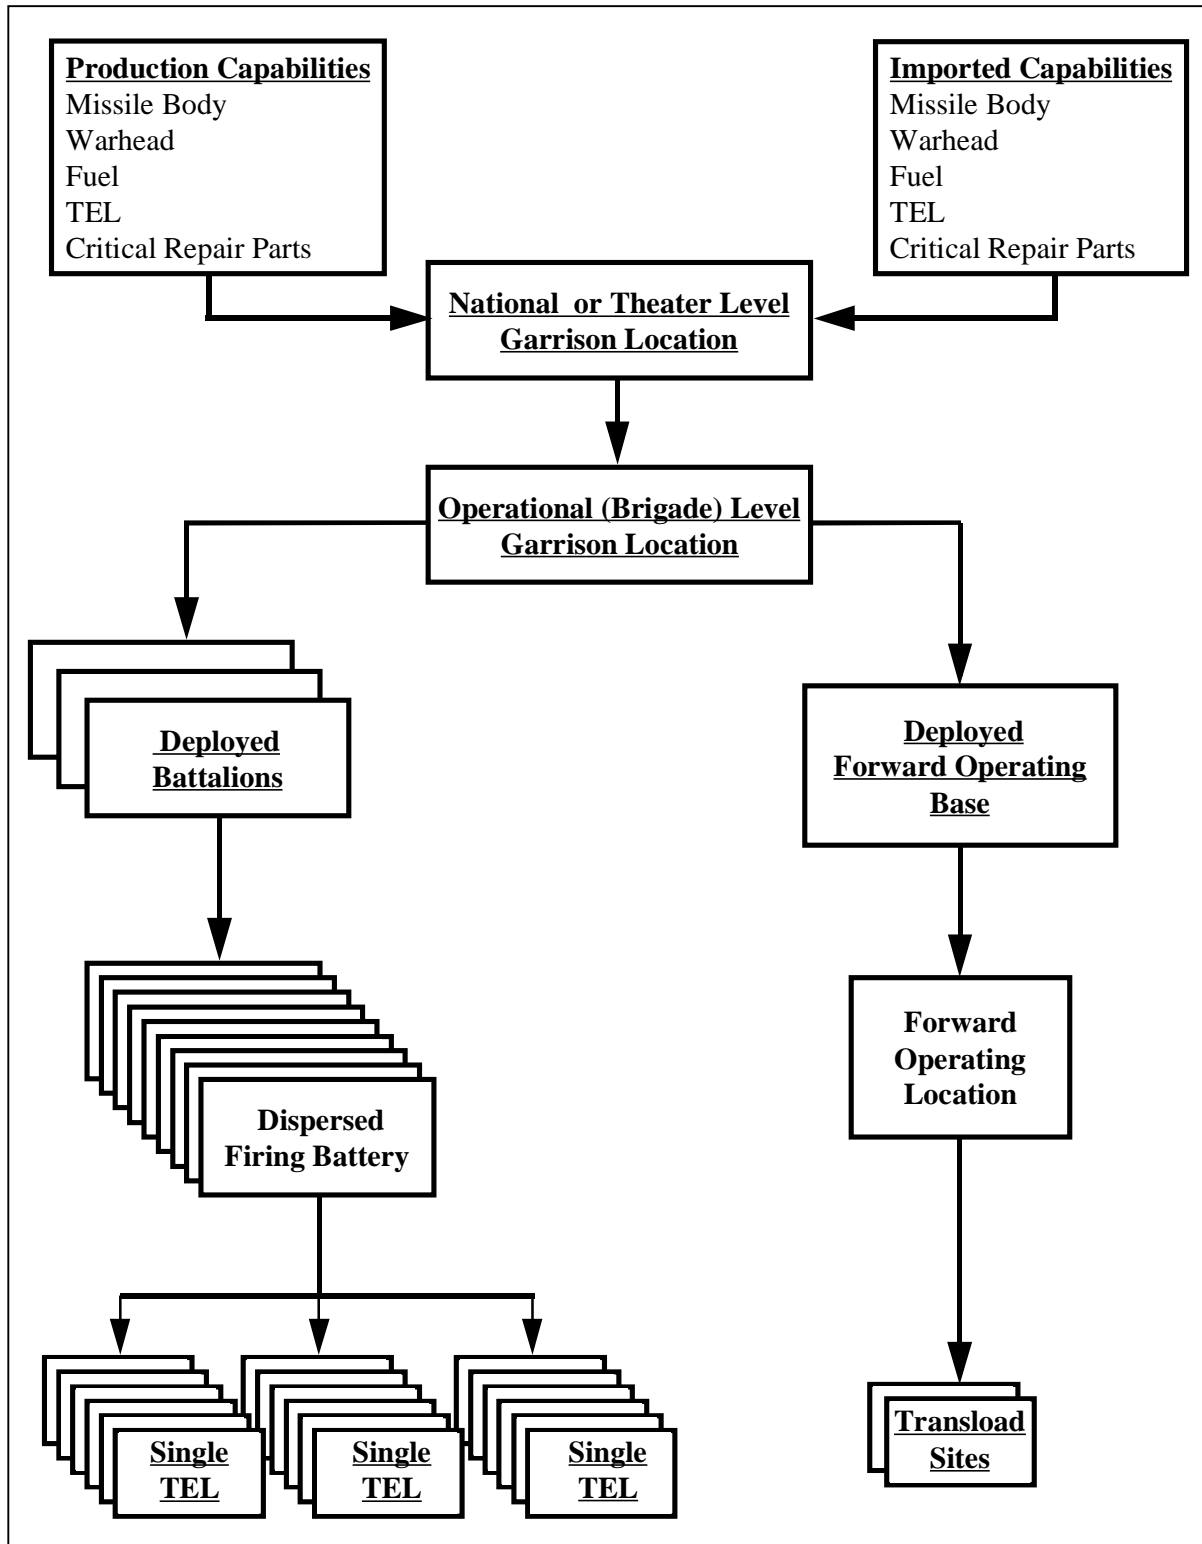 Production Capabilities
Missile Body
Warhead
Fuel
TEL
Critical Repair Parts
Imported Capabilities
Missile Body
Warhead
Fuel
TEL
Critical Repair Parts
National or Theater Level
Garrison Location
Operational (Brigade) Level
Garrison Location
Deployed
Battalions
Deployed
Forward Operating
Base
Dispersed
Firing Battery
Forward
Operating
Location
Single
TEL
Single
TEL
Single
TEL
Transload
Sites